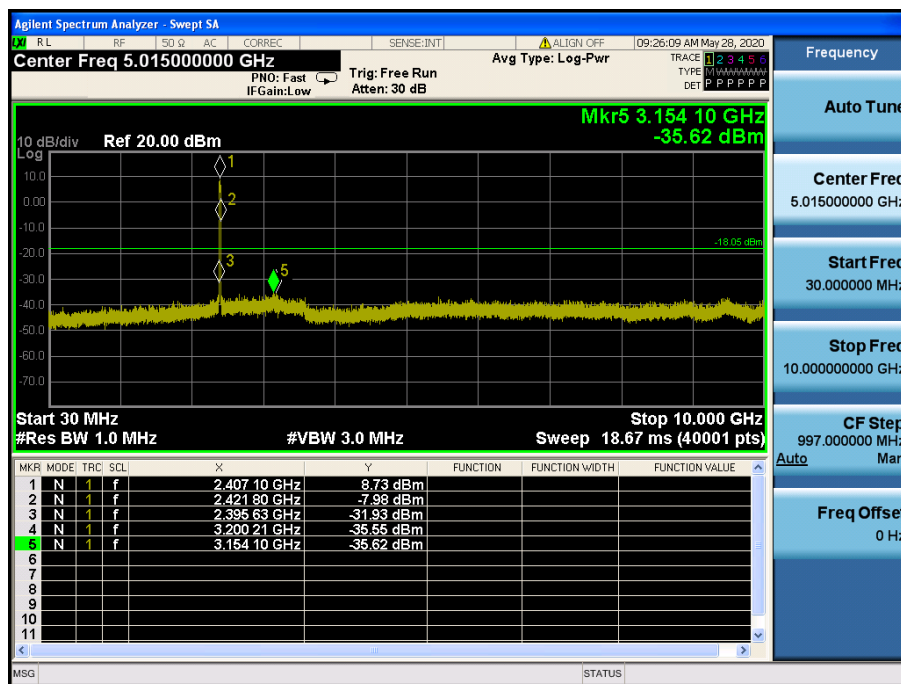 Agilent Spectrum Analyzer - Swept SA
LXI RL RF 50 Ω AC CORREC SENSE:INT ALIGN OFF 09:26:09 AM May 28, 2020
Center Freq 5.015000000 GHz
PNO: Fast
IFGain:Low
Trig: Free Run
Atten: 30 dB
Avg Type: Log-Pwr
TRACE 1 2 3 4 5 6
TYPE M W W W W W
DET P P P P P P
Mkr5 3.154 10 GHz
-35.62 dBm
10 dB/div Ref 20.00 dBm
Log
10.0
0.00
-10.0
-20.0
-30.0
-40.0
-50.0
-60.0
-70.0
1
2
3
5
-18.05 dBm
Start 30 MHz Stop 10.000 GHz
#Res BW 1.0 MHz #VBW 3.0 MHz Sweep 18.67 ms (40001 pts)
MKR MODE TRC SCL X Y FUNCTION FUNCTION WIDTH FUNCTION VALUE
1 N 1 f 2.407 10 GHz 8.73 dBm
2 N 1 f 2.421 80 GHz -7.98 dBm
3 N 1 f 2.395 63 GHz -31.93 dBm
4 N 1 f 3.200 21 GHz -35.55 dBm
5 N 1 f 3.154 10 GHz -35.62 dBm
6
7
8
9
10
11
MSG STATUS
Frequency
Auto Tune
Center Freq
5.015000000 GHz
Start Freq
30.000000 MHz
Stop Freq
10.000000000 GHz
CF Step
997.000000 MHz
Auto Man
Freq Offset
0 Hz